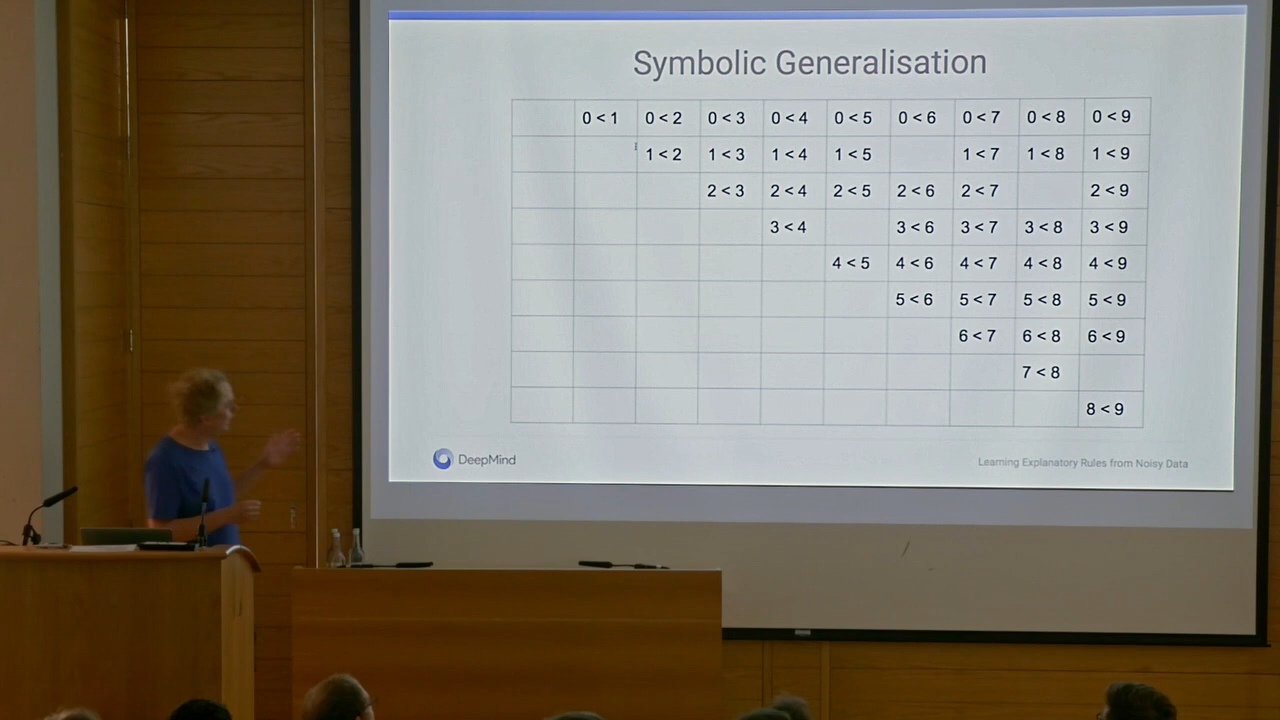 Symbolic Generalisation
0 < 1 0 < 2 0 < 3 0 < 4 0 < 5 0 < 6 0 < 7 0 < 8 0 < 9
1 < 2 1 < 3 1 < 4 1 < 5 1 < 7 1 < 8 1 < 9
2 < 3 2 < 4 2 < 5 2 < 6 2 < 7 2 < 9
3 < 4 3 < 6 3 < 7 3 < 8 3 < 9
4 < 5 4 < 6 4 < 7 4 < 8 4 < 9
5 < 6 5 < 7 5 < 8 5 < 9
6 < 7 6 < 8 6 < 9
7 < 8
8 < 9
DeepMind
Learning Explanatory Rules from Noisy Data